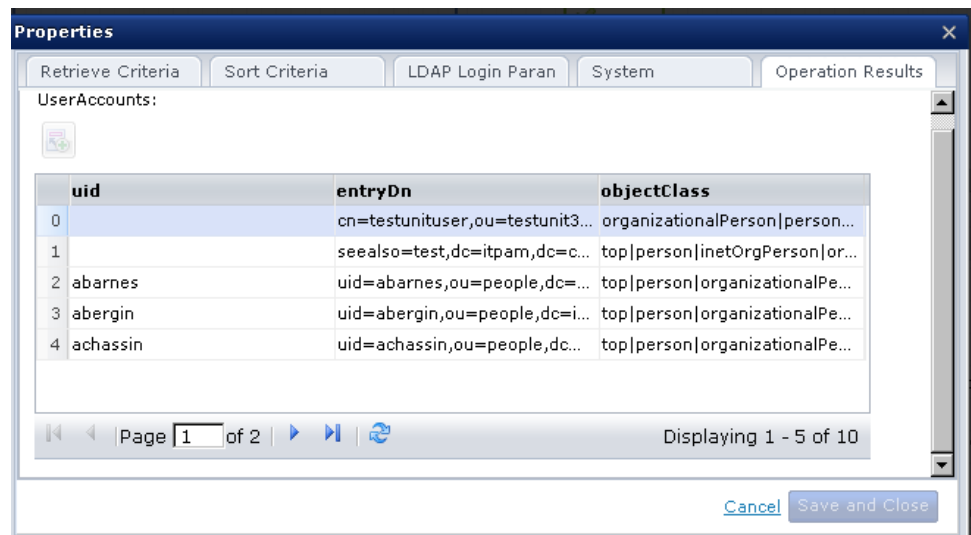 Properties
Retrieve Criteria Sort Criteria LDAP Login Paran System Operation Results
UserAccounts:
uid entryDn objectClass
0 cn=testunituser,ou=testunit3... organizationalPerson|person...
1 seealso=test,dc=itpam,dc=c... top|person|inetOrgPerson|or...
2 abarnes uid=abarnes,ou=people,dc=... top|person|organizationalPe...
3 abergin uid=abergin,ou=people,dc=i... top|person|organizationalPe...
4 achassin uid=achassin,ou=people,dc... top|person|organizationalPe...
Page 1 of 2 Displaying 1 - 5 of 10
Cancel Save and Close